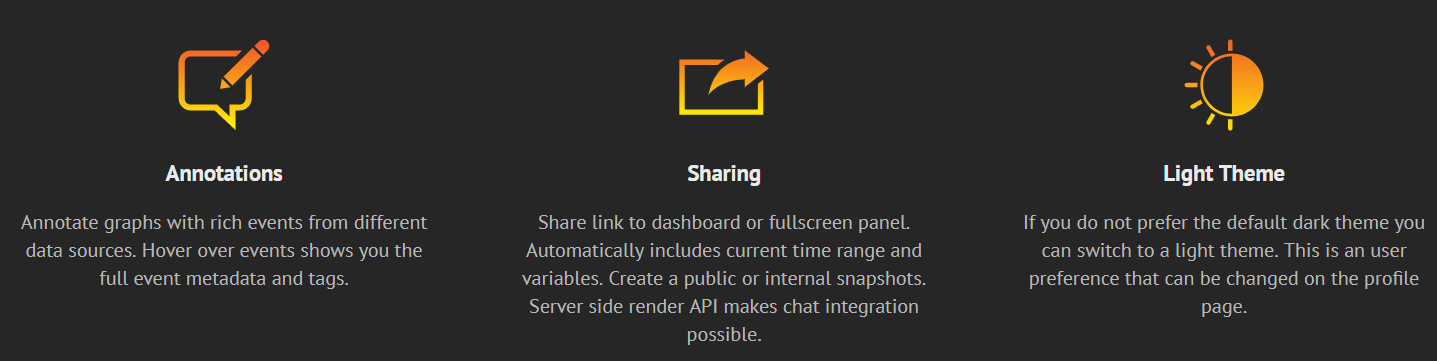 Annotations
Annotate graphs with rich events from different
data sources. Hover over events shows you the
full event metadata and tags.
Sharing
Share link to dashboard or fullscreen panel.
Automatically includes current time range and
variables. Create a public or internal snapshots.
Server side render API makes chat integration
possible.
Light Theme
If you do not prefer the default dark theme you
can switch to a light theme. This is an user
preference that can be changed on the profile
page.